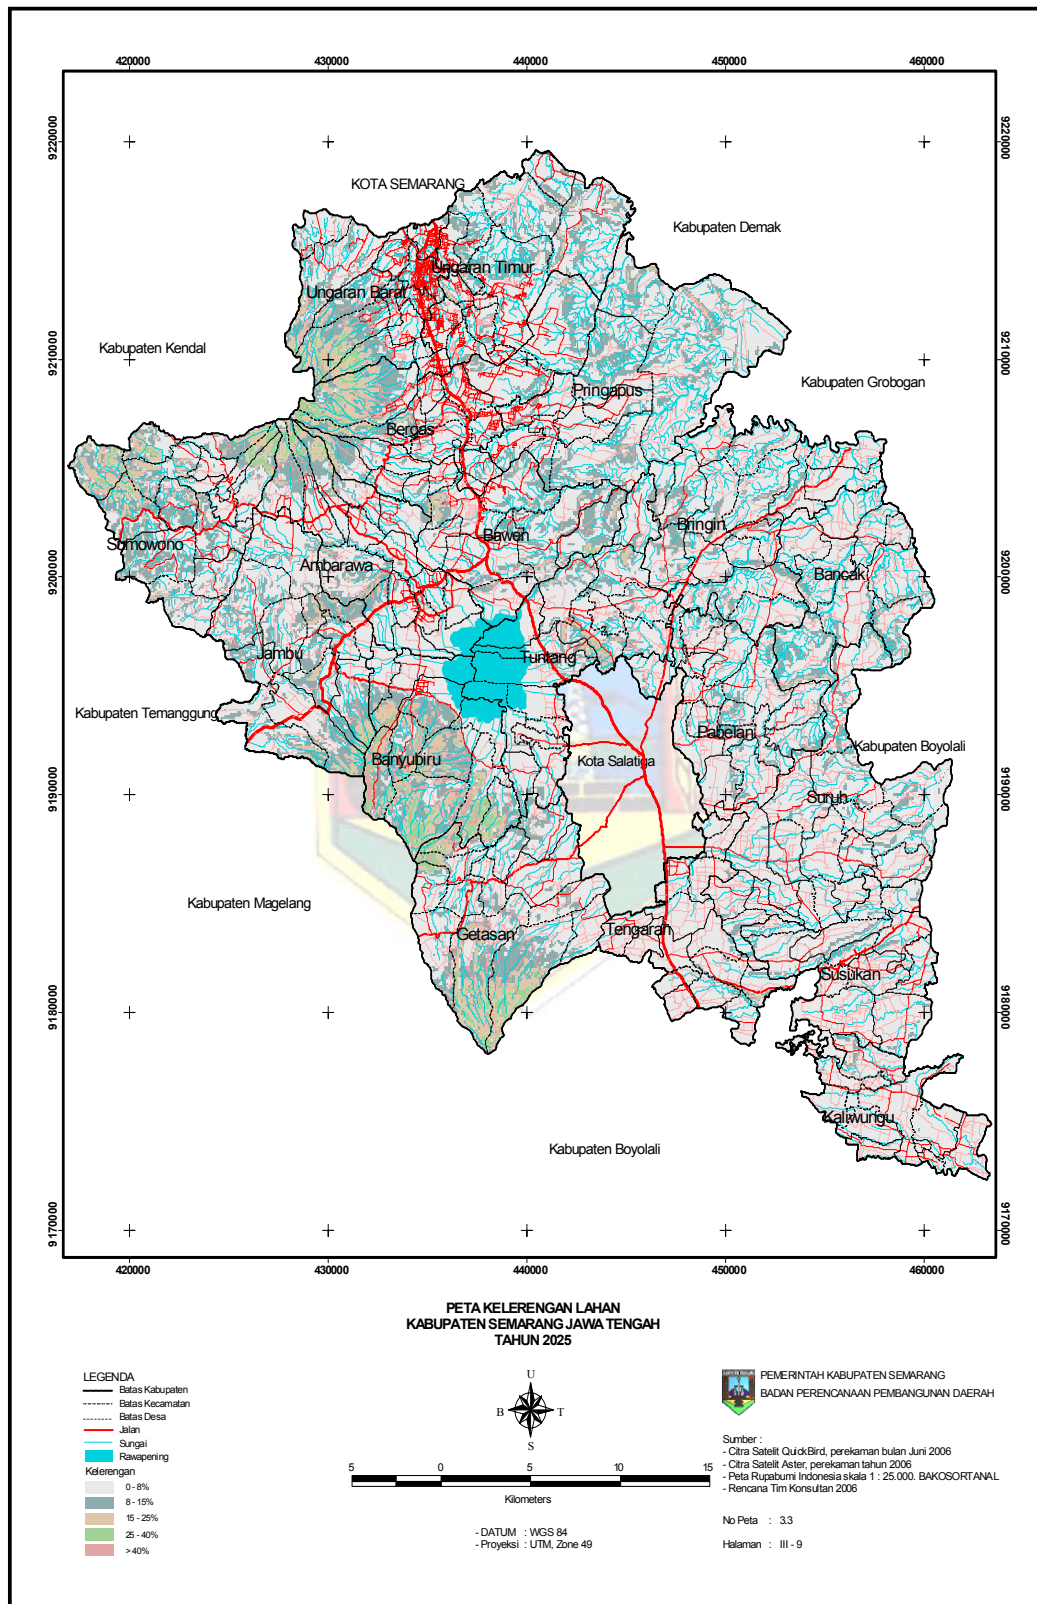 420000 430000 440000 450000 460000
9220000 9220000
KOTA SEMARANG
Kabupaten Demak
Ungaran Timur
Ungaran Barat
9210000 9210000
Kabupaten Kendal
Kabupaten Grobogan
Pringapus
Bergas
Bringin
Bawen
Sumowono
Ambarawa
Bancak
9200000 9200000
Jambu
Tuntang
Kabupaten Temanggung
Pabelan
Kabupaten Boyolali
Banyubiru
Kota Salatiga
Suruh
9190000 9190000
Kabupaten Magelang
Getasan
Tengaran
Susukan
9180000 9180000
Kaliwungu
Kabupaten Boyolali
9170000 9170000
420000 430000 440000 450000 460000
PETA KELERENGAN LAHAN
KABUPATEN SEMARANG JAWA TENGAH
TAHUN 2025
LEGENDA
Batas Kabupaten
Batas Kecamatan
Batas Desa
Jalan
Sungai
Rawapening
Kelerengan
0 - 8%
8 - 15%
15 - 25%
25 - 40%
> 40%
U
B T
S
5 0 5 10 15
Kilometers
- DATUM : WGS 84
- Proyeksi : UTM, Zone 49
PEMERINTAH KABUPATEN SEMARANG
BADAN PERENCANAAN PEMBANGUNAN DAERAH
Sumber :
- Citra Satelit QuickBird, perekaman bulan Juni 2006
- Citra Satelit Aster, perekaman tahun 2006
- Peta Rupabumi Indonesia skala 1 : 25.000. BAKOSORTANAL
- Rencana Tim Konsultan 2006
No Peta : 3.3
Halaman : III - 9